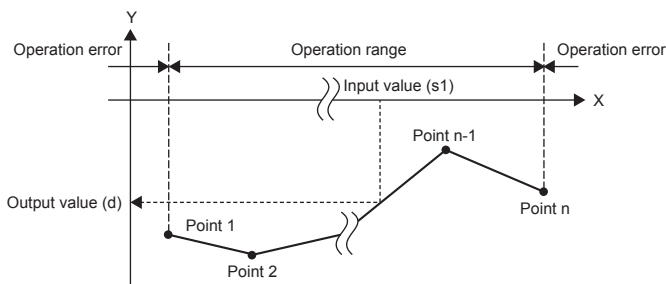 Y
Operation error
Operation range
Operation error
Input value (s1)
X
Point n-1
Output value (d)
Point 1
Point n
Point 2